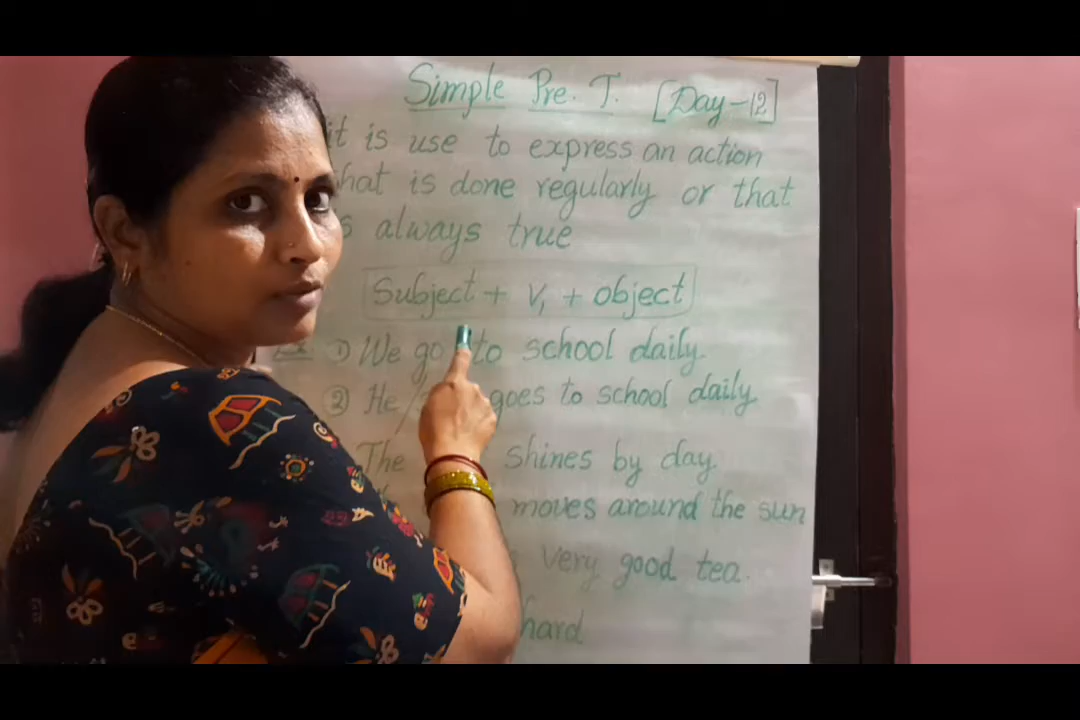 Simple Pre. T. [Day-12]
it is use to express an action
that is done regularly or that
always true
Subject + V₁ + object
1) We go to school daily.
2) He goes to school daily.
The shines by day.
moves around the sun
very good tea.
hard